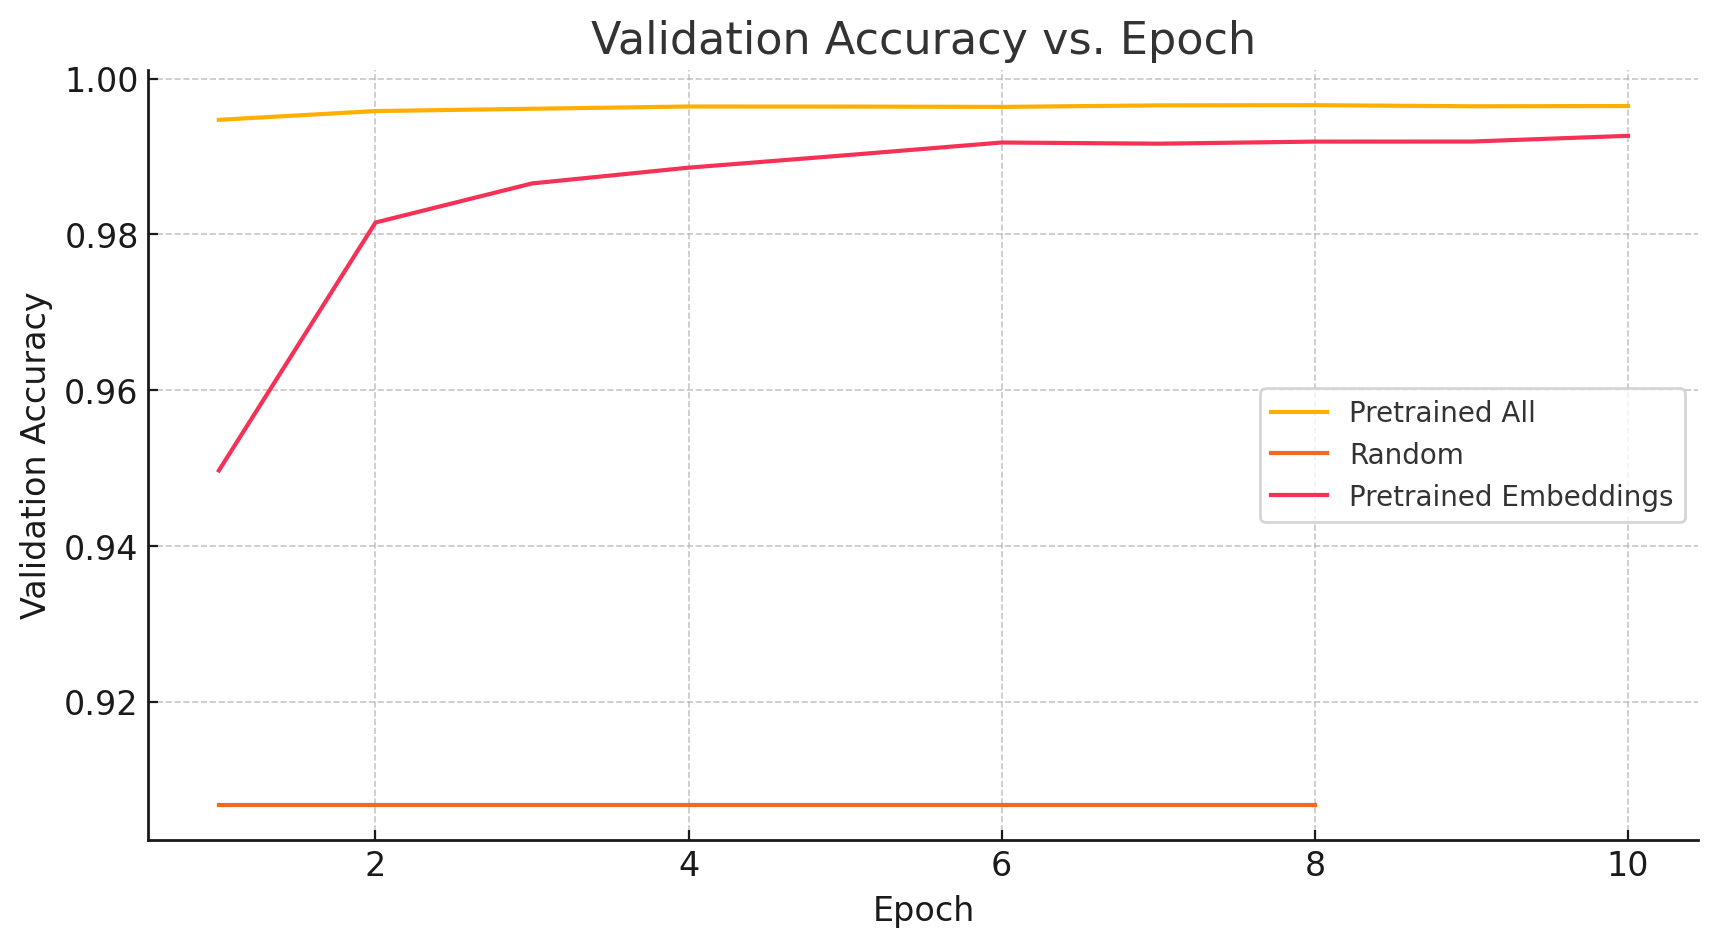 Validation Accuracy vs. Epoch
Validation Accuracy
1.00
0.98
0.96
0.94
0.92
Pretrained All
Random
Pretrained Embeddings
2 4 6 8 10
Epoch